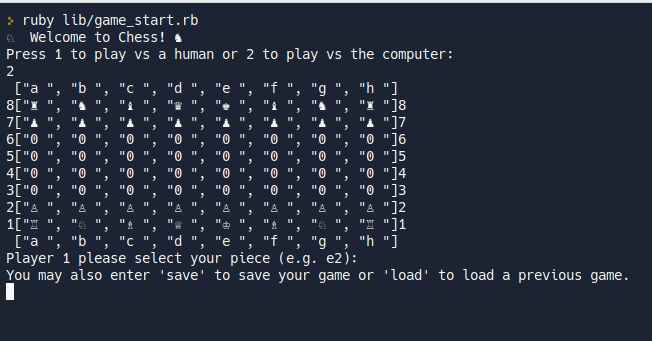 > ruby lib/game_start.rb
♘  Welcome to Chess! ♞
Press 1 to play vs a human or 2 to play vs the computer:
2
 ["a ", "b ", "c ", "d ", "e ", "f ", "g ", "h "]
8["♜ ", "♞ ", "♝ ", "♛ ", "♚ ", "♝ ", "♞ ", "♜ "]8
7["♟ ", "♟ ", "♟ ", "♟ ", "♟ ", "♟ ", "♟ ", "♟ "]7
6["0 ", "0 ", "0 ", "0 ", "0 ", "0 ", "0 ", "0 "]6
5["0 ", "0 ", "0 ", "0 ", "0 ", "0 ", "0 ", "0 "]5
4["0 ", "0 ", "0 ", "0 ", "0 ", "0 ", "0 ", "0 "]4
3["0 ", "0 ", "0 ", "0 ", "0 ", "0 ", "0 ", "0 "]3
2["♙ ", "♙ ", "♙ ", "♙ ", "♙ ", "♙ ", "♙ ", "♙ "]2
1["♖ ", "♘ ", "♗ ", "♕ ", "♔ ", "♗ ", "♘ ", "♖ "]1
 ["a ", "b ", "c ", "d ", "e ", "f ", "g ", "h "]
Player 1 please select your piece (e.g. e2):
You may also enter 'save' to save your game or 'load' to load a previous game.